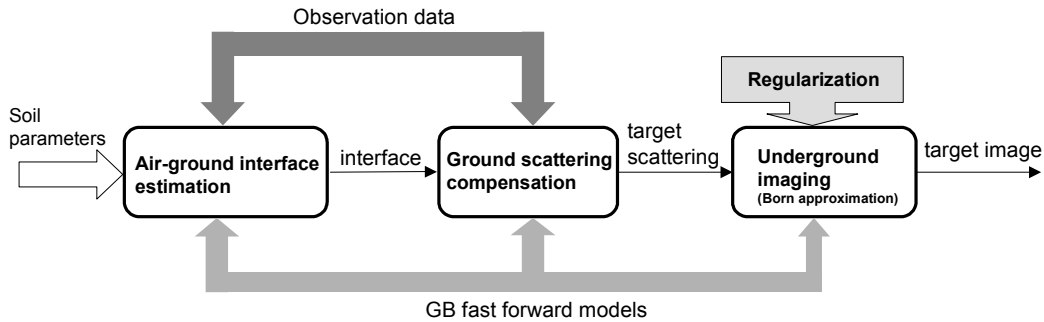 Observation data
Regularization
Soil
parameters
Air-ground interface
estimation
interface
Ground scattering
compensation
target
scattering
Underground
imaging
(Born approximation)
target image
GB fast forward models